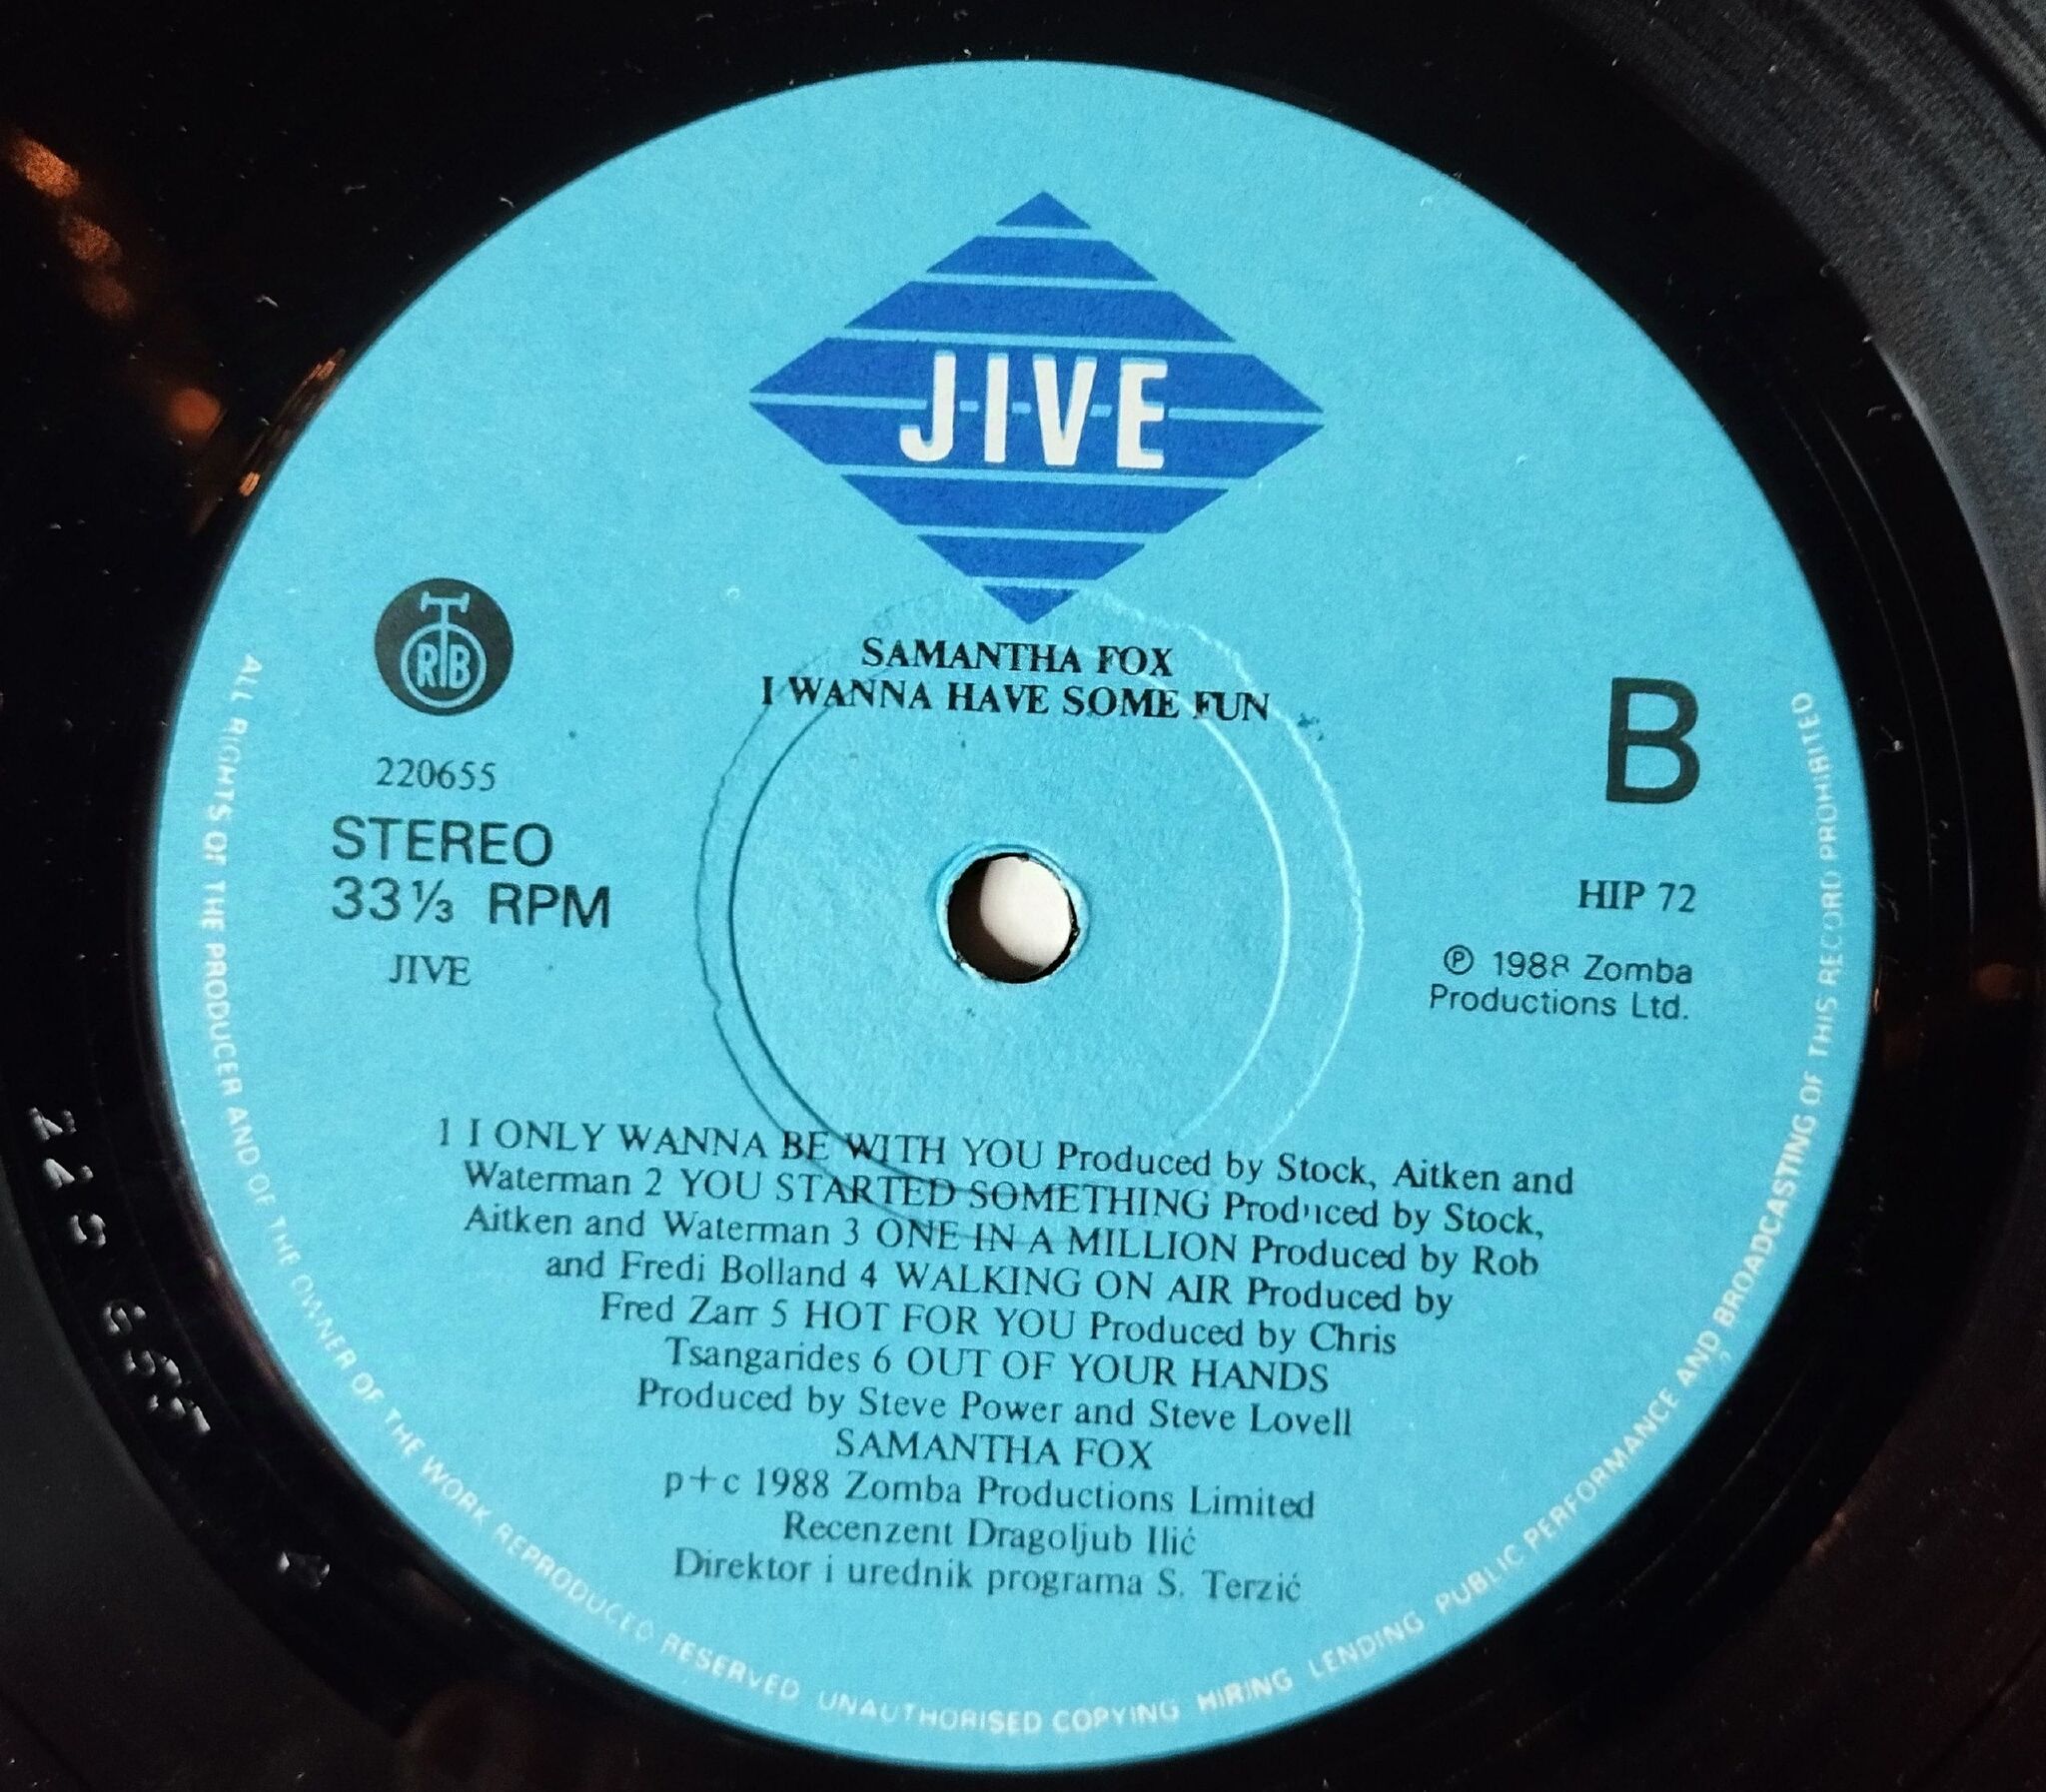 JIVE
RTB
SAMANTHA FOX
I WANNA HAVE SOME FUN
220655
STEREO
33⅓ RPM
JIVE
B
HIP 72
Ⓟ 1988 Zomba
Productions Ltd.
1 I ONLY WANNA BE WITH YOU Produced by Stock, Aitken and
Waterman 2 YOU STARTED SOMETHING Produced by Stock,
Aitken and Waterman 3 ONE IN A MILLION Produced by Rob
and Fredi Bolland 4 WALKING ON AIR Produced by
Fred Zarr 5 HOT FOR YOU Produced by Chris
Tsangarides 6 OUT OF YOUR HANDS
Produced by Steve Power and Steve Lovell
SAMANTHA FOX
p+c 1988 Zomba Productions Limited
Recenzent Dragoljub Ilić
Direktor i urednik programa S. Terzić
ALL RIGHTS OF THE PRODUCER AND OF THE OWNER OF THE WORK REPRODUCED RESERVED UNAUTHORISED COPYING HIRING LENDING PUBLIC PERFORMANCE AND BROADCASTING OF THIS RECORD PROHIBITED